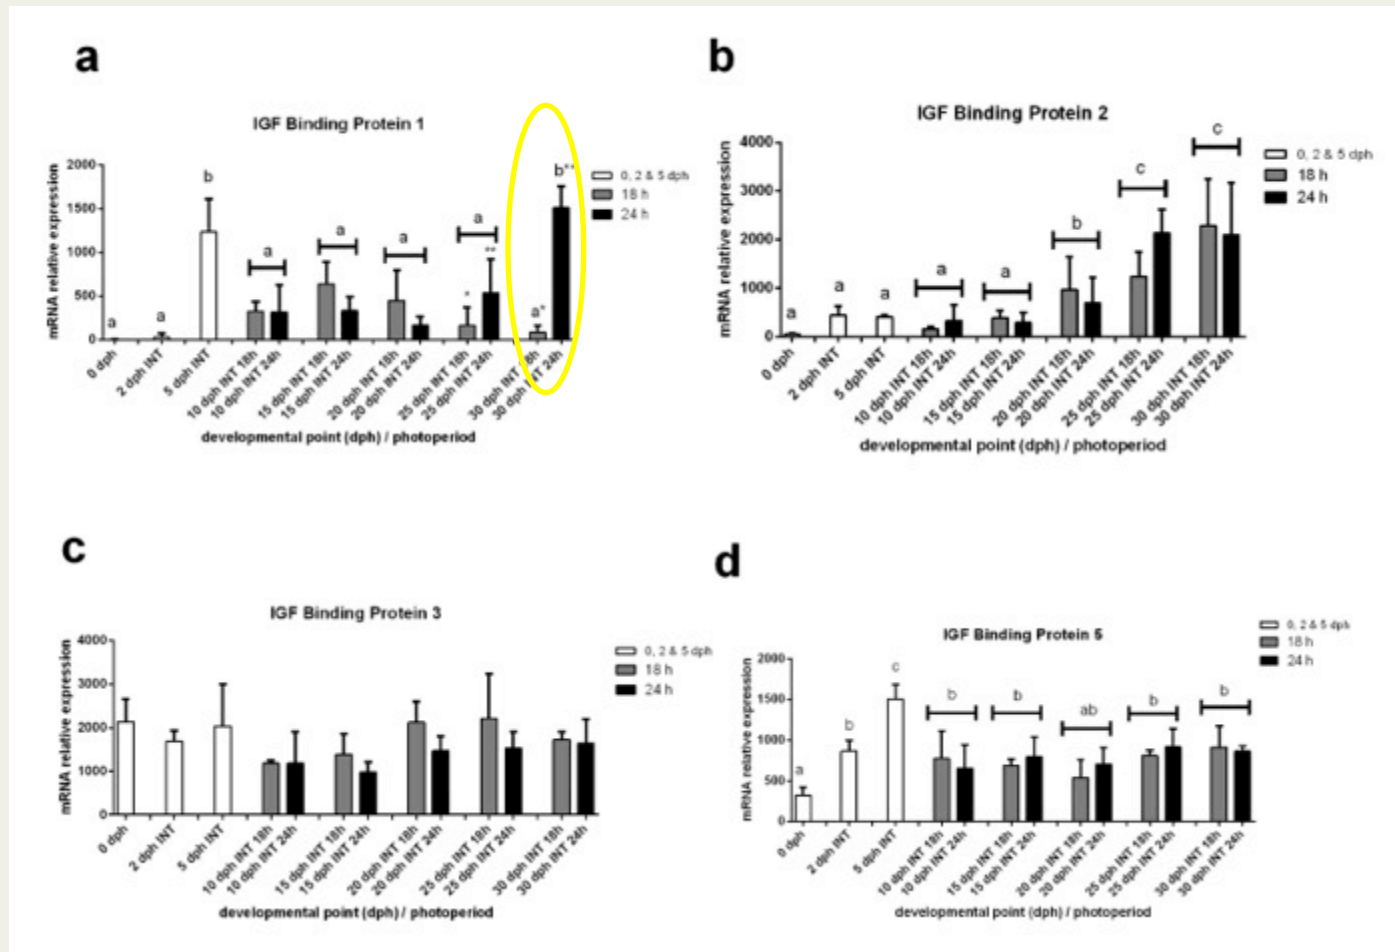 a
IGF Binding Protein 1
mRNA relative expression
2000
1500
1000
500
0
a
a
b
a
a
a
a
*
**
a*
b**
0, 2 & 5 dph
18 h
24 h
0 dph
2 dph INT
5 dph INT
10 dph INT 18h
10 dph INT 24h
15 dph INT 18h
15 dph INT 24h
20 dph INT 18h
20 dph INT 24h
25 dph INT 18h
25 dph INT 24h
30 dph INT 18h
30 dph INT 24h
developmental point (dph) / photoperiod
b
IGF Binding Protein 2
mRNA relative expression
4000
3000
2000
1000
0
a
a
a
a
a
b
c
c
0, 2 & 5 dph
18 h
24 h
0 dph
2 dph INT
5 dph INT
10 dph INT 18h
10 dph INT 24h
15 dph INT 18h
15 dph INT 24h
20 dph INT 18h
20 dph INT 24h
25 dph INT 18h
25 dph INT 24h
30 dph INT 18h
30 dph INT 24h
developmental point (dph) / photoperiod
c
IGF Binding Protein 3
mRNA relative expression
4000
3000
2000
1000
0
0, 2 & 5 dph
18 h
24 h
0 dph
2 dph INT
5 dph INT
10 dph INT 18h
10 dph INT 24h
15 dph INT 18h
15 dph INT 24h
20 dph INT 18h
20 dph INT 24h
25 dph INT 18h
25 dph INT 24h
30 dph INT 18h
30 dph INT 24h
developmental point (dph) / photoperiod
d
IGF Binding Protein 5
mRNA relative expression
2000
1500
1000
500
0
a
b
c
b
b
ab
b
b
0, 2 & 5 dph
18 h
24 h
0 dph
2 dph INT
5 dph INT
10 dph INT 18h
10 dph INT 24h
15 dph INT 18h
15 dph INT 24h
20 dph INT 18h
20 dph INT 24h
25 dph INT 18h
25 dph INT 24h
30 dph INT 18h
30 dph INT 24h
developmental point (dph) / photoperiod